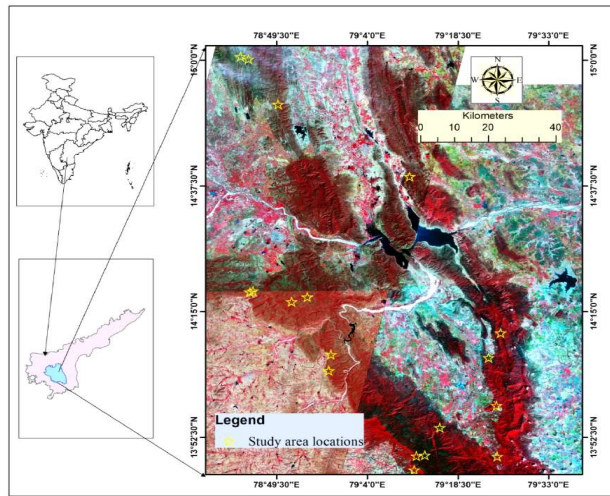 78°49'30"E 79°4'0"E 79°18'30"E 79°33'0"E
15°0'0"N 15°0'0"N
N
W E
S
Kilometers
0 5 10 20 30 40
14°37'30"N 14°37'30"N
14°15'0"N 14°15'0"N
Legend
Study area locations
13°52'30"N 13°52'30"N
78°49'30"E 79°4'0"E 79°18'30"E 79°33'0"E